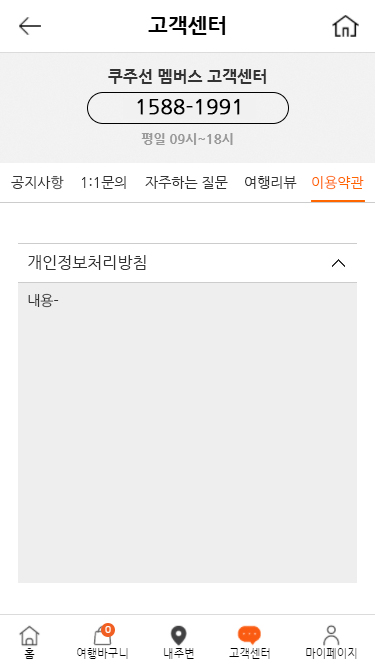 고객센터
쿠주선 멤버스 고객센터
1588-1991
평일 09시~18시
공지사항 1:1문의 자주하는 질문 여행리뷰 이용약관
개인정보처리방침
내용-
0
홈 여행바구니 내주변 고객센터 마이페이지